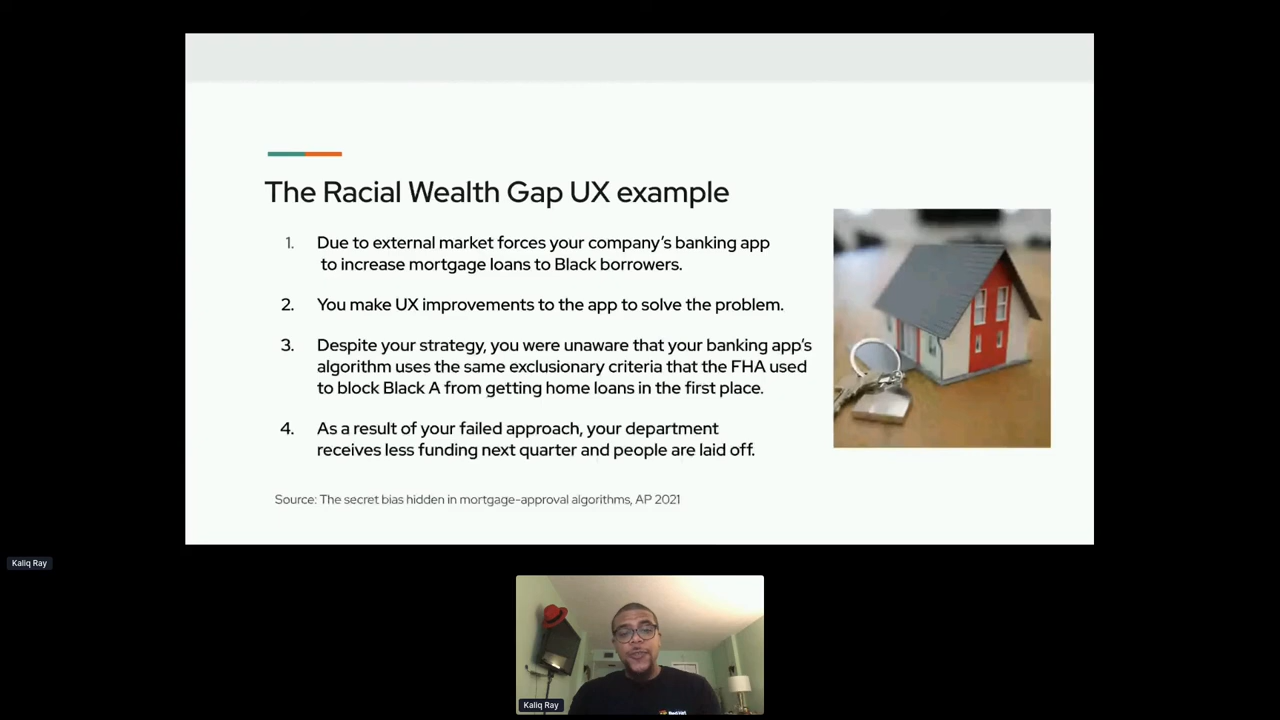 The Racial Wealth Gap UX example
1. Due to external market forces your company's banking app
to increase mortgage loans to Black borrowers.
2. You make UX improvements to the app to solve the problem.
3. Despite your strategy, you were unaware that your banking app's
algorithm uses the same exclusionary criteria that the FHA used
to block Black A from getting home loans in the first place.
4. As a result of your failed approach, your department
receives less funding next quarter and people are laid off.
Source: The secret bias hidden in mortgage-approval algorithms, AP 2021
Kaliq Ray
Kaliq Ray